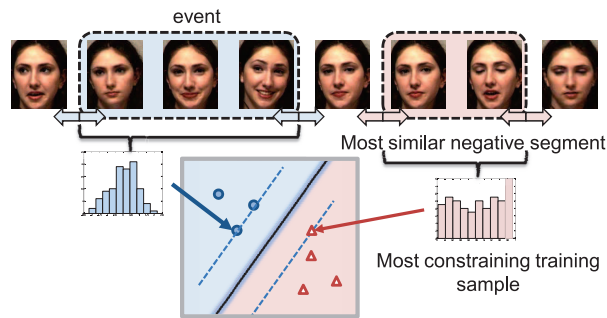 event
Most similar negative segment
Most constraining training
sample